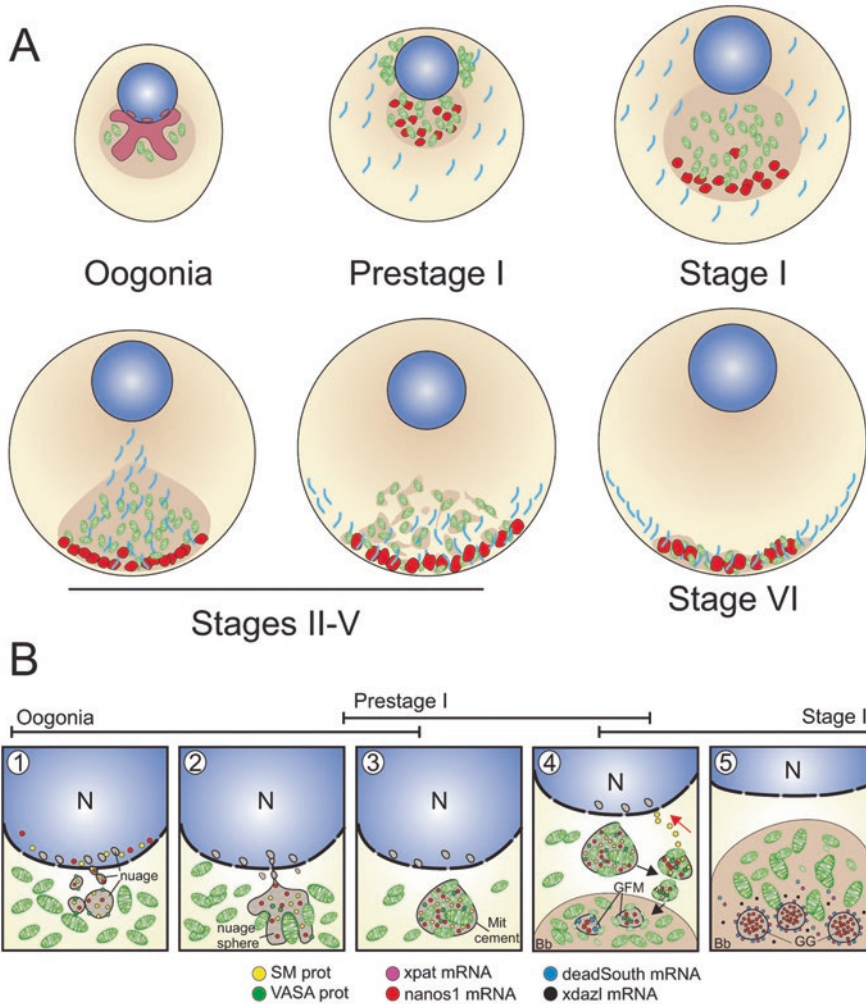 A
Oogonia
Prestage I
Stage I
Stages II-V
Stage VI
B
Oogonia
Prestage I
Stage I
1
2
3
4
5
N
N
N
N
N
nuage
nuage
sphere
Mit
cement
GFM
Bb
Bb
GG
SM prot
xpat mRNA
deadSouth mRNA
VASA prot
nanos1 mRNA
xdazl mRNA